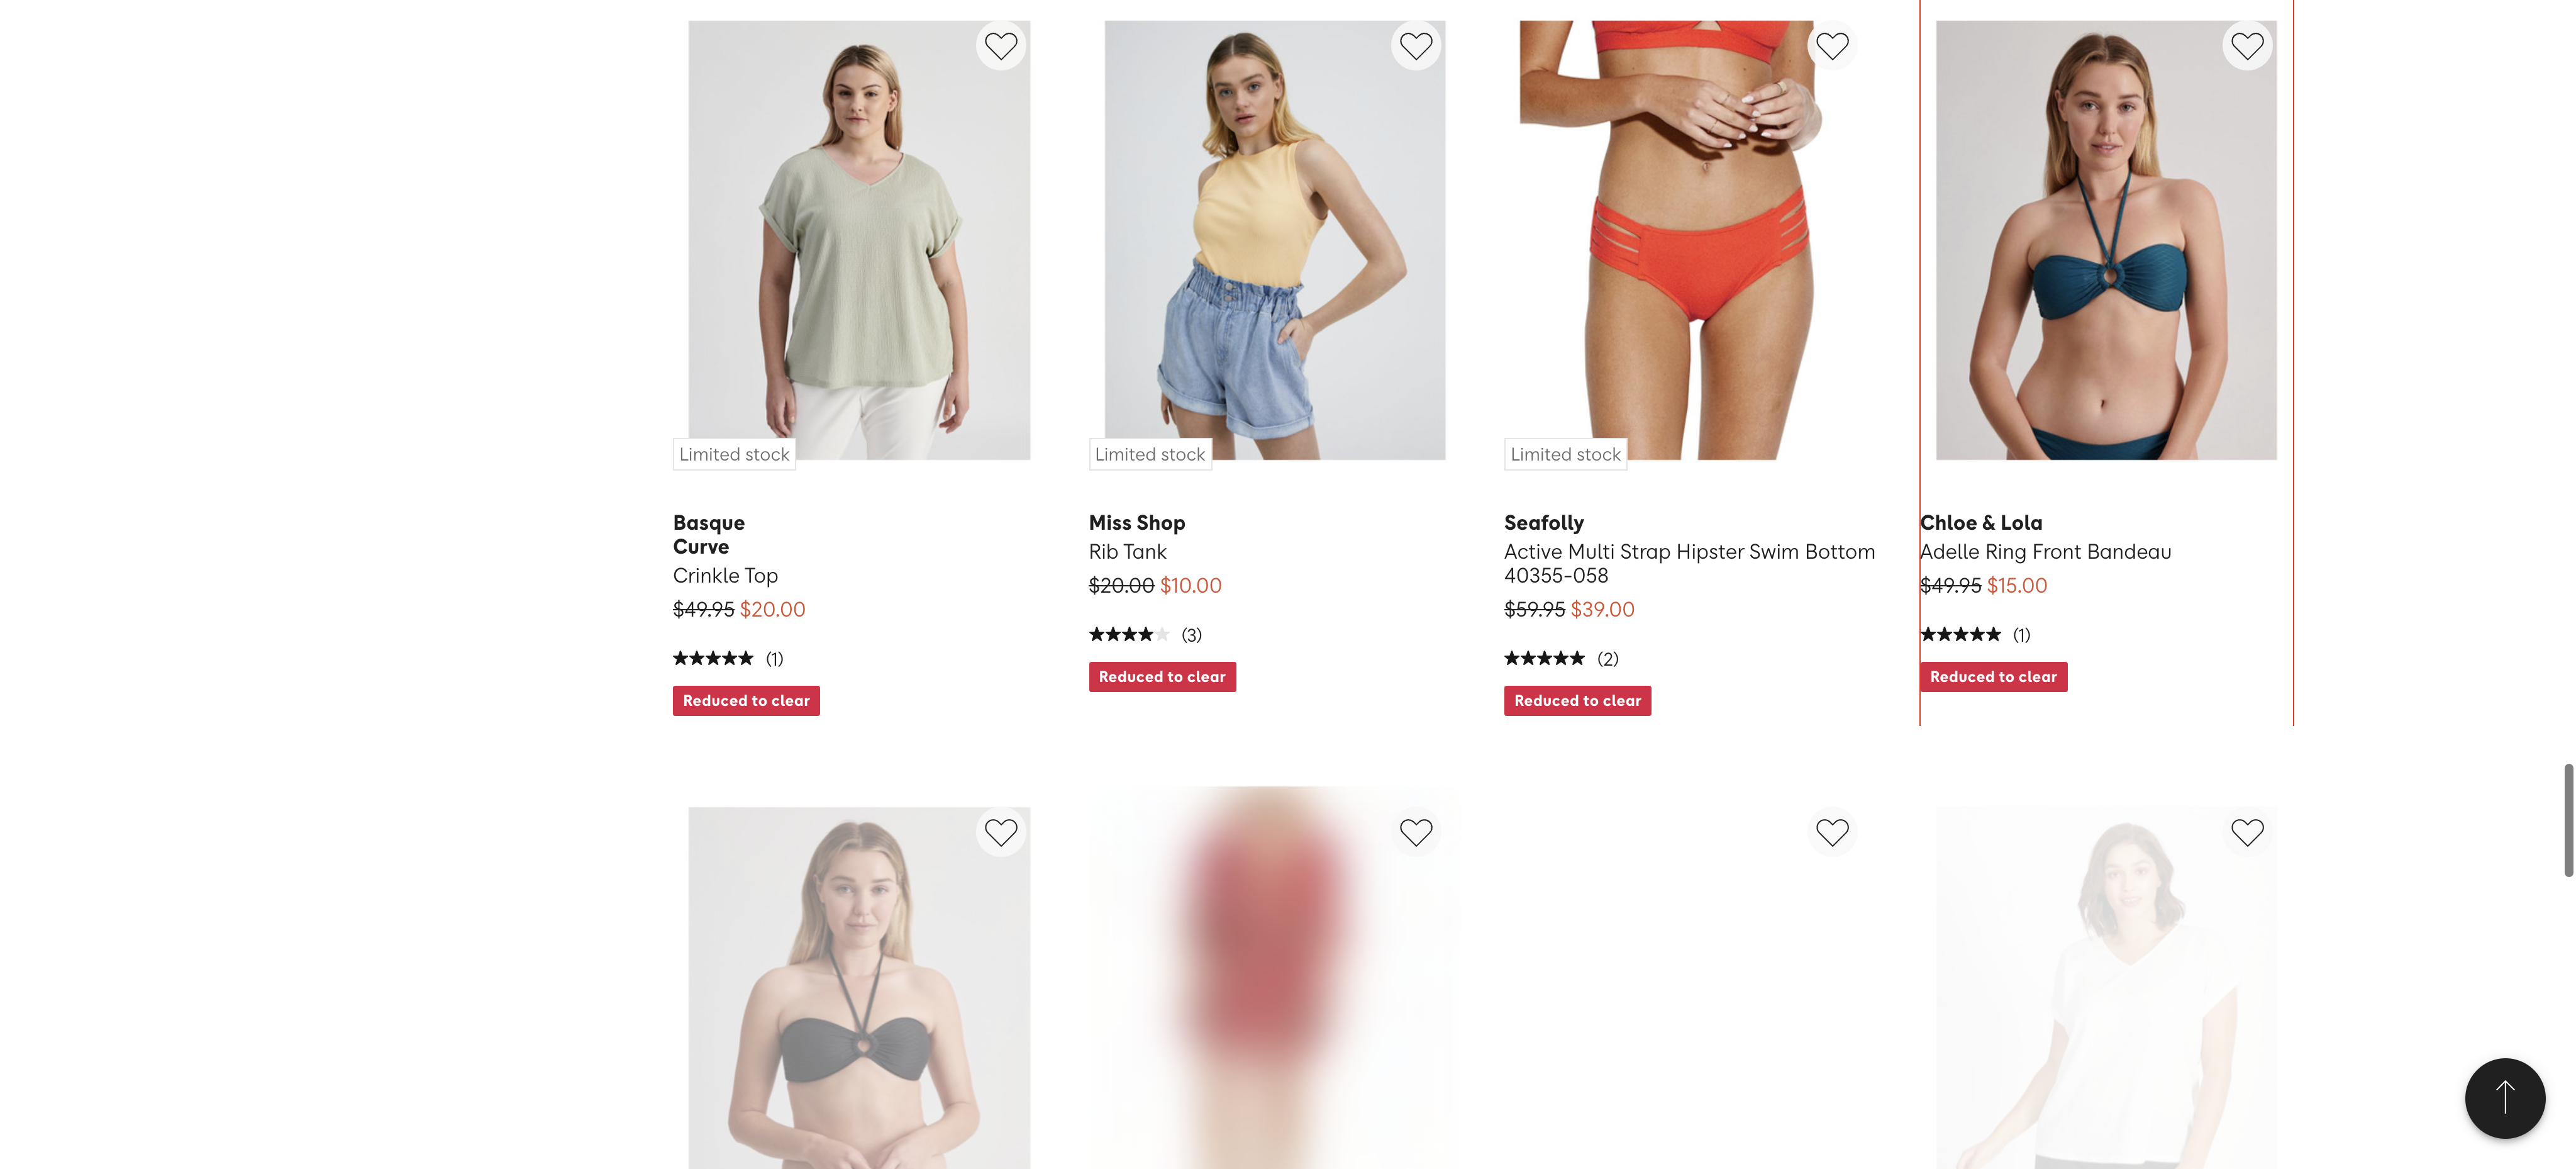 Limited stock
Limited stock
Limited stock
Basque
Curve
Crinkle Top
$49.95 $20.00
(1)
Reduced to clear
Miss Shop
Rib Tank
$20.00 $10.00
(3)
Reduced to clear
Seafolly
Active Multi Strap Hipster Swim Bottom
40355-058
$59.95 $39.00
(2)
Reduced to clear
Chloe & Lola
Adelle Ring Front Bandeau
$49.95 $15.00
(1)
Reduced to clear